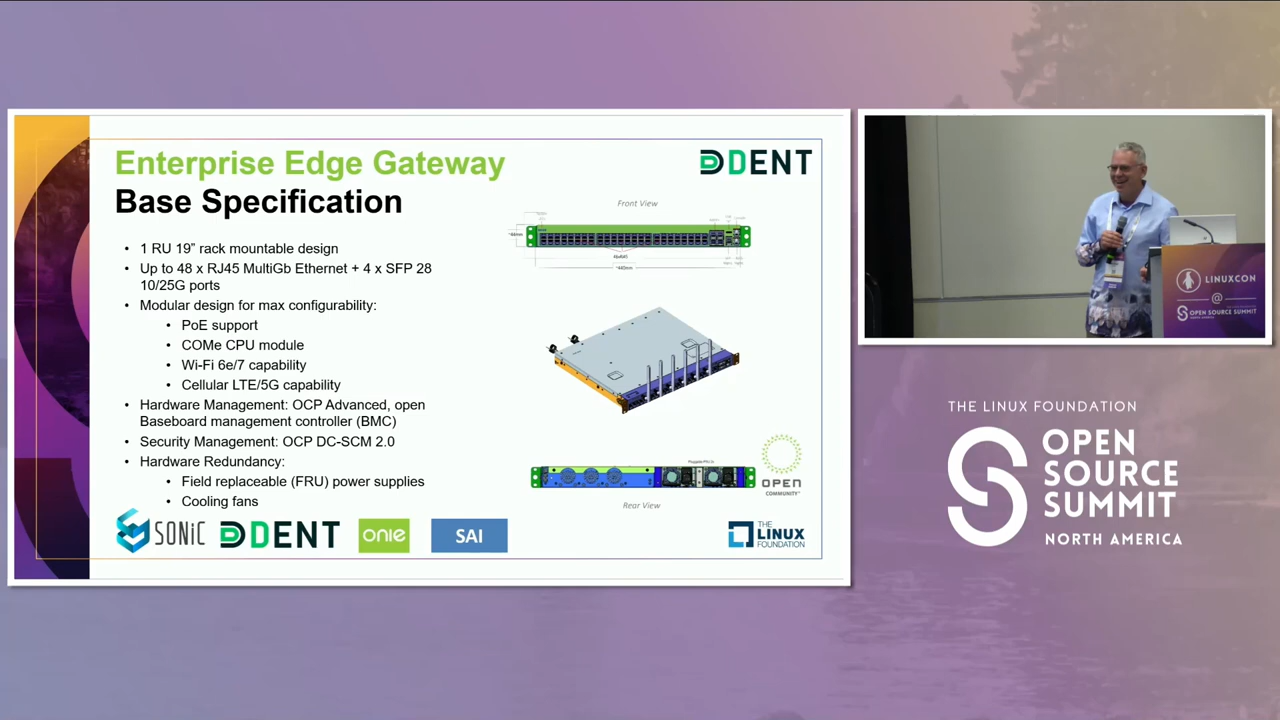 Enterprise Edge Gateway
Base Specification
DENT
• 1 RU 19” rack mountable design
• Up to 48 x RJ45 MultiGb Ethernet + 4 x SFP 28
10/25G ports
• Modular design for max configurability:
• PoE support
• COMe CPU module
• Wi-Fi 6e/7 capability
• Cellular LTE/5G capability
• Hardware Management: OCP Advanced, open
Baseboard management controller (BMC)
• Security Management: OCP DC-SCM 2.0
• Hardware Redundancy:
• Field replaceable (FRU) power supplies
• Cooling fans
Front View
~440mm
Rear View
OPEN
COMMUNITY™
SONiC
DENT
onie
SAI
THE
LINUX
FOUNDATION
LINUXCON
@
OPEN SOURCE SUMMIT
NORTH AMERICA
THE LINUX FOUNDATION
OPEN
SOURCE
SUMMIT
NORTH AMERICA